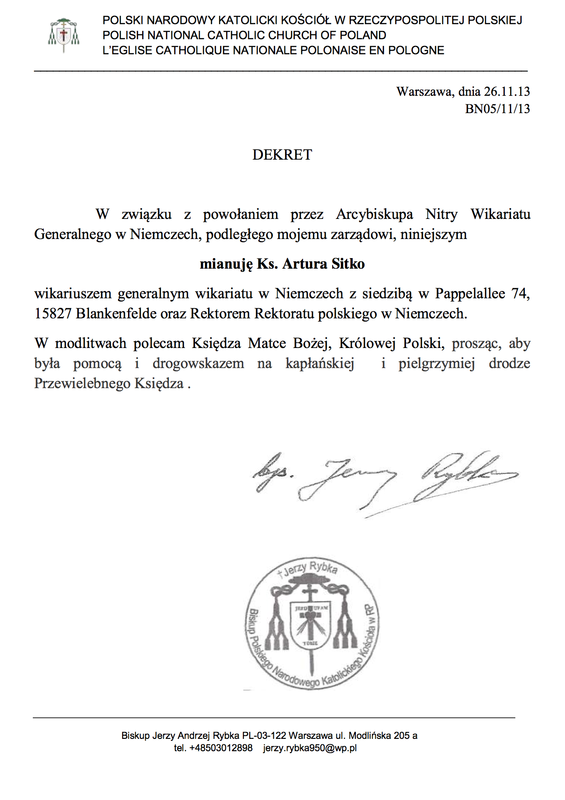 POLSKI NARODOWY KATOLICKI KOŚCIÓŁ W RZECZYPOSPOLITEJ POLSKIEJ
POLISH NATIONAL CATHOLIC CHURCH OF POLAND
L'EGLISE CATHOLIQUE NATIONALE POLONAISE EN POLOGNE
Warszawa, dnia 26.11.13
BN05/11/13
DEKRET
W związku z powołaniem przez Arcybiskupa Nitry Wikariatu
Generalnego w Niemczech, podległego mojemu zarządowi, niniejszym
mianuję Ks. Artura Sitko
wikariuszem generalnym wikariatu w Niemczech z siedzibą w Pappelallee 74,
15827 Blankenfelde oraz Rektorem Rektoratu polskiego w Niemczech.
W modlitwach polecam Księdza Matce Bożej, Królowej Polski, prosząc, aby
była pomocą i drogowskazem na kapłańskiej i pielgrzymiej drodze
Przewielebnego Księdza .
bp. Jerzy Rybka
†Jerzy Rybka
Biskup Polskiego Narodowego Katolickiego Kościoła w RP
Biskup Jerzy Andrzej Rybka PL-03-122 Warszawa ul. Modlińska 205 a
tel. +48503012898 jerzy.rybka950@wp.pl